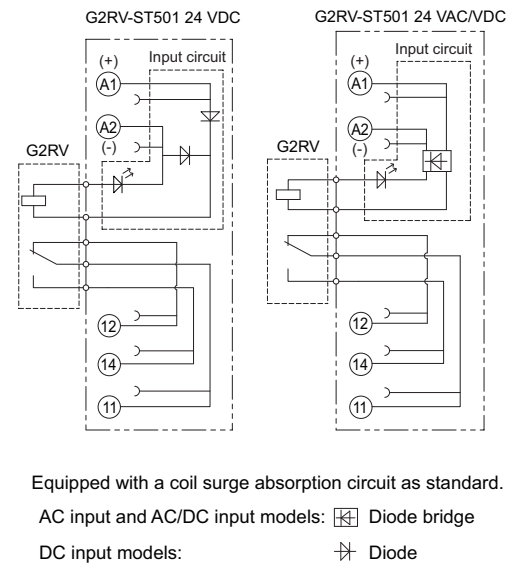 G2RV-ST501 24 VDC
(+)
Input circuit
A1
A2
(-)
G2RV
12
14
11
G2RV-ST501 24 VAC/VDC
(+)
Input circuit
A1
A2
(-)
G2RV
12
14
11
Equipped with a coil surge absorption circuit as standard.
AC input and AC/DC input models: Diode bridge
DC input models: Diode